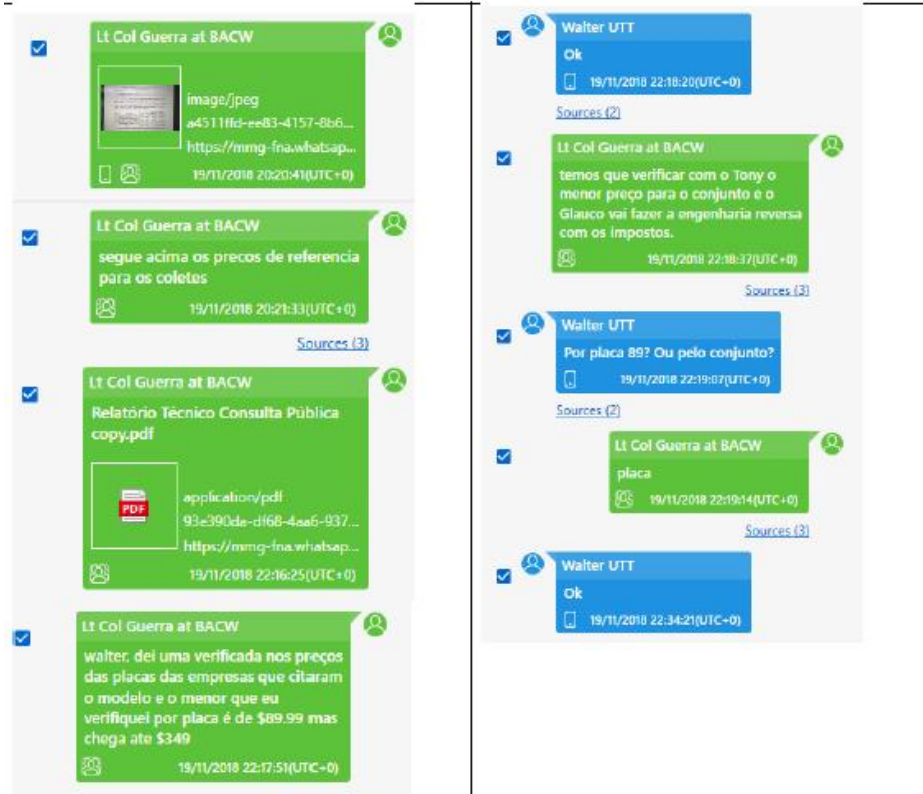 Lt Col Guerra at BACW
image/jpeg
a4511ffd-ee83-4157-8b6...
https://mmg-fna.whatsap...
19/11/2018 20:20:41(UTC+0)
Lt Col Guerra at BACW
segue acima os precos de referencia
para os coletes
19/11/2018 20:21:33(UTC+0)
Sources (3)
Lt Col Guerra at BACW
Relatório Técnico Consulta Pública
copy.pdf
PDF
application/pdf
93e390de-df68-4aa6-937...
https://mmg-fna.whatsap...
19/11/2018 22:16:25(UTC+0)
Lt Col Guerra at BACW
walter, dei uma verificada nos preços
das placas das empresas que citaram
o modelo e o menor que eu
verifiquei por placa é de $89.99 mas
chega ate $349
19/11/2018 22:17:51(UTC+0)
Walter UTT
Ok
19/11/2018 22:18:20(UTC+0)
Sources (2)
Lt Col Guerra at BACW
temos que verificar com o Tony o
menor preço para o conjunto e o
Glauco vai fazer a engenharia reversa
com os impostos.
19/11/2018 22:18:37(UTC+0)
Sources (3)
Walter UTT
Por placa 89? Ou pelo conjunto?
19/11/2018 22:19:07(UTC+0)
Sources (2)
Lt Col Guerra at BACW
placa
19/11/2018 22:19:14(UTC+0)
Sources (3)
Walter UTT
Ok
19/11/2018 22:34:21(UTC+0)